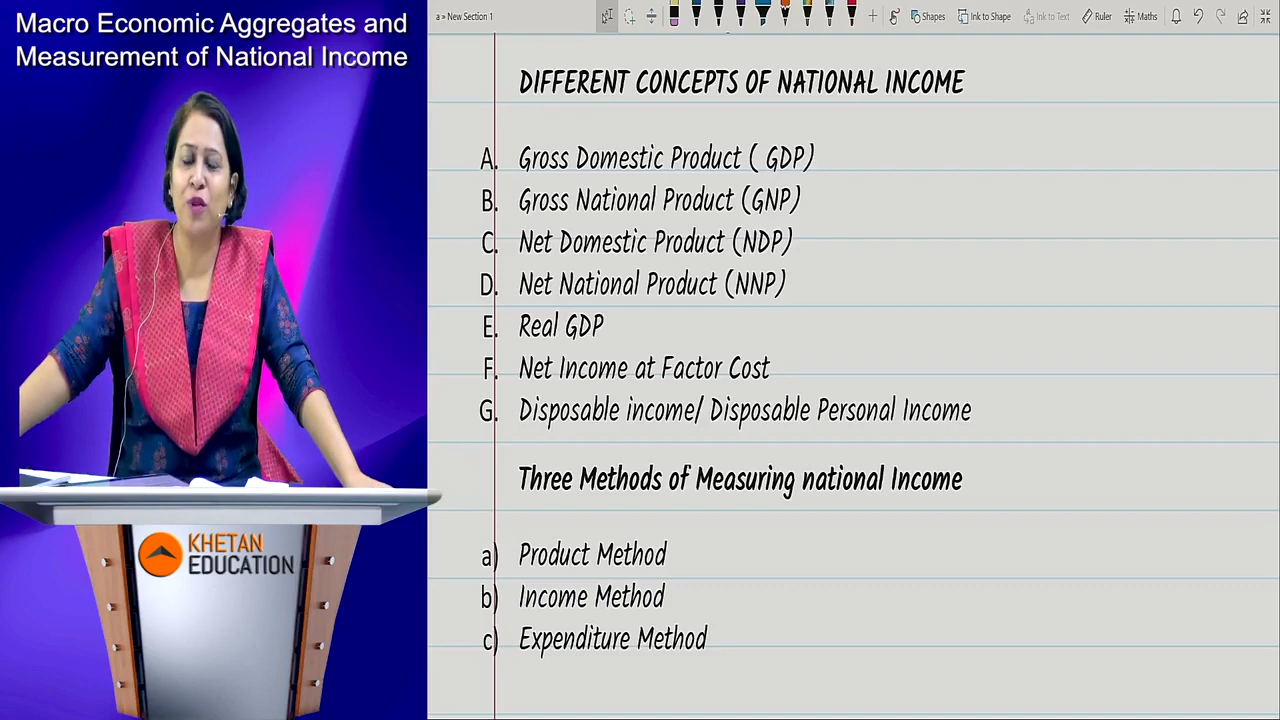 Macro Economic Aggregates and
Measurement of National Income
a » New Section 1
Shapes
Ink to Shape
Ink to Text
Ruler
Maths
DIFFERENT CONCEPTS OF NATIONAL INCOME
A. Gross Domestic Product ( GDP)
B. Gross National Product (GNP)
C. Net Domestic Product (NDP)
D. Net National Product (NNP)
E. Real GDP
F. Net Income at Factor Cost
G. Disposable income/ Disposable Personal Income
Three Methods of Measuring national Income
a) Product Method
b) Income Method
c) Expenditure Method
KHETAN
EDUCATION